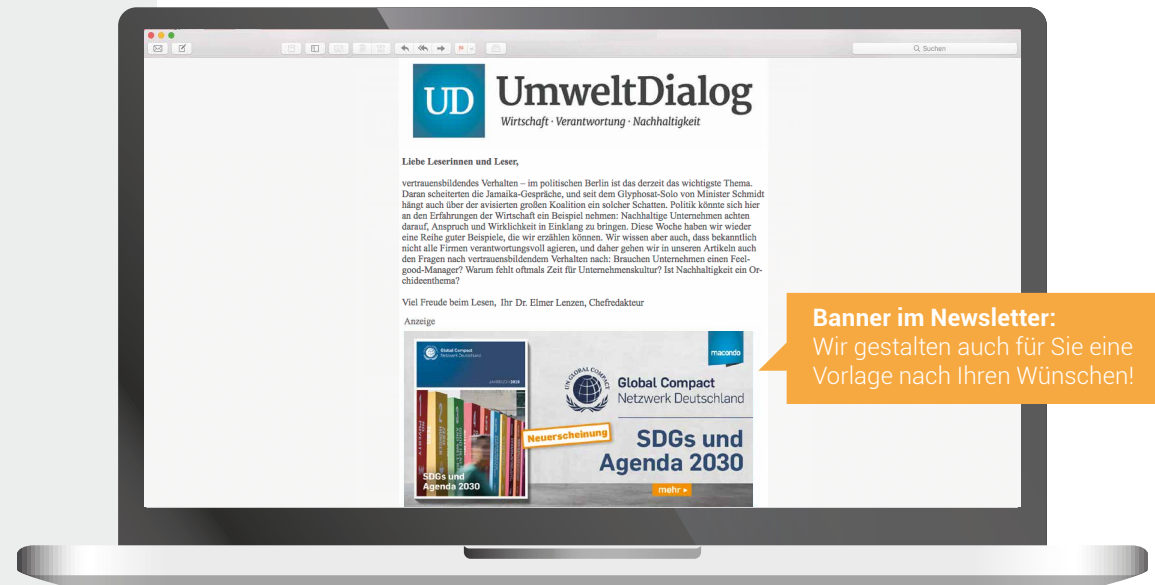 Suchen
UD
UmweltDialog
Wirtschaft · Verantwortung · Nachhaltigkeit
Liebe Leserinnen und Leser,
vertrauensbildendes Verhalten – im politischen Berlin ist das derzeit das wichtigste Thema.
Daran scheiterten die Jamaika-Gespräche, und seit dem Glyphosat-Solo von Minister Schmidt
hängt auch über der avisierten großen Koalition ein solcher Schatten. Politik könnte sich hier
an den Erfahrungen der Wirtschaft ein Beispiel nehmen: Nachhaltige Unternehmen achten
darauf, Anspruch und Wirklichkeit in Einklang zu bringen. Diese Woche haben wir wieder
eine Reihe guter Beispiele, die wir erzählen können. Wir wissen aber auch, dass bekanntlich
nicht alle Firmen verantwortungsvoll agieren, und daher gehen wir in unseren Artikeln auch
den Fragen nach vertrauensbildendem Verhalten nach: Brauchen Unternehmen einen Feel-
good-Manager? Warum fehlt oftmals Zeit für Unternehmenskultur? Ist Nachhaltigkeit ein Or-
chideenthema?
Viel Freude beim Lesen, Ihr Dr. Elmer Lenzen, Chefredakteur
Anzeige
Global Compact
Netzwerk Deutschland
JAHRBUCH 2020
SDGs und
Agenda 2030
macondo
UN GLOBAL COMPACT
Global Compact
Netzwerk Deutschland
Neuerscheinung
SDGs und
Agenda 2030
mehr
Banner im Newsletter:
Wir gestalten auch für Sie eine
Vorlage nach Ihren Wünschen!